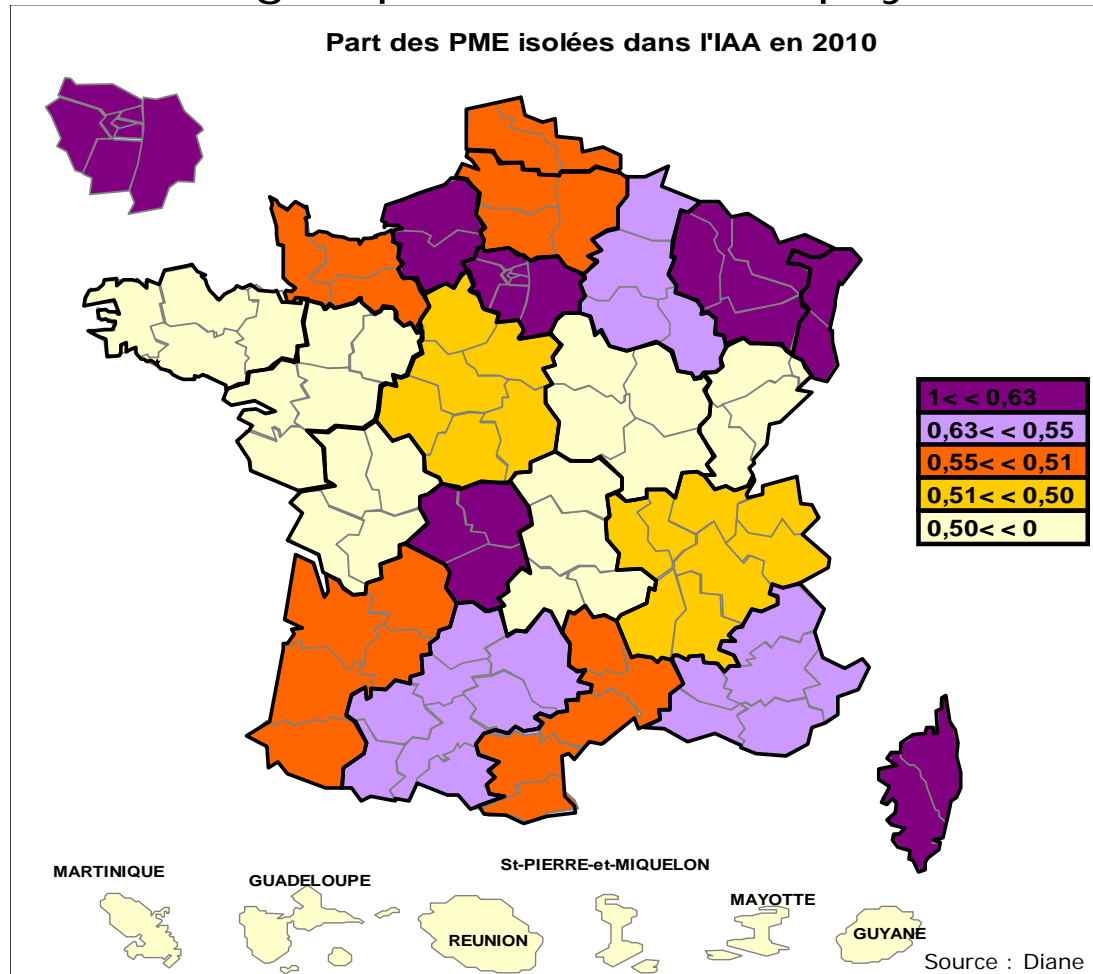 Part des PME isolées dans l'IAA en 2010
1< < 0,63
0,63< < 0,55
0,55< < 0,51
0,51< < 0,50
0,50< < 0
St-PIERRE-et-MIQUELON
MARTINIQUE
GUADELOUPE
MAYOTTE
REUNION
GUYANE
Source : Diane